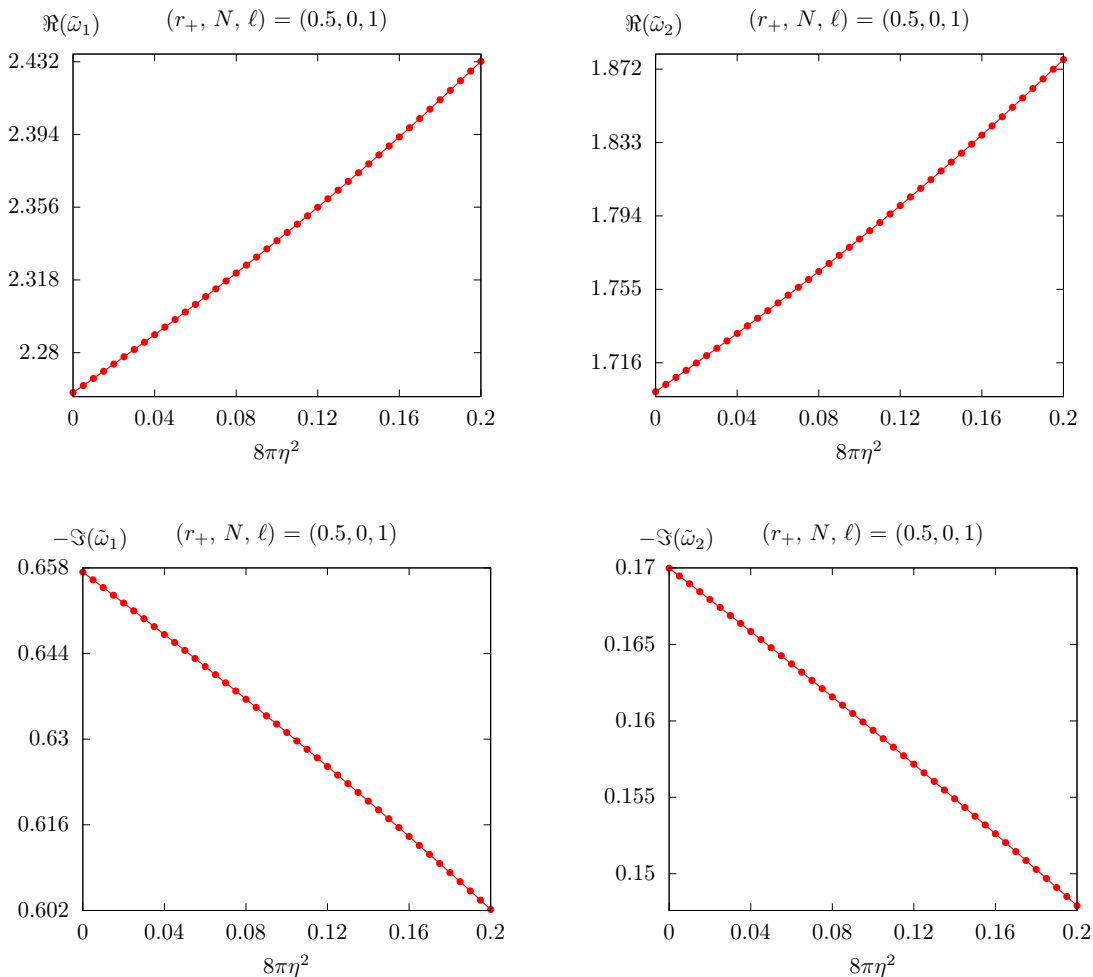 ℜ(ω̃₁) (r₊, N, ℓ) = (0.5, 0, 1)
2.432
2.394
2.356
2.318
2.28
0 0.04 0.08 0.12 0.16 0.2
8πη²
ℜ(ω̃₂) (r₊, N, ℓ) = (0.5, 0, 1)
1.872
1.833
1.794
1.755
1.716
0 0.04 0.08 0.12 0.16 0.2
8πη²
−ℑ(ω̃₁) (r₊, N, ℓ) = (0.5, 0, 1)
0.658
0.644
0.63
0.616
0.602
0 0.04 0.08 0.12 0.16 0.2
8πη²
−ℑ(ω̃₂) (r₊, N, ℓ) = (0.5, 0, 1)
0.17
0.165
0.16
0.155
0.15
0 0.04 0.08 0.12 0.16 0.2
8πη²